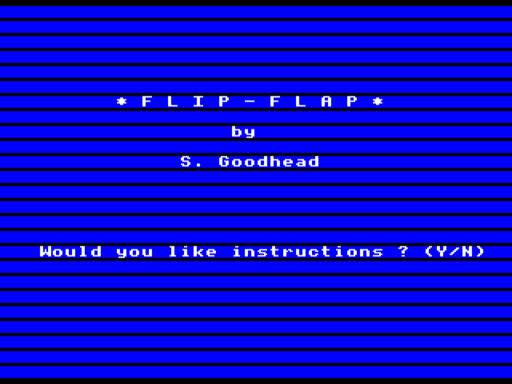 * F L I P - F L A P *
by
S. Goodhead
Would you like instructions ? (Y/N)